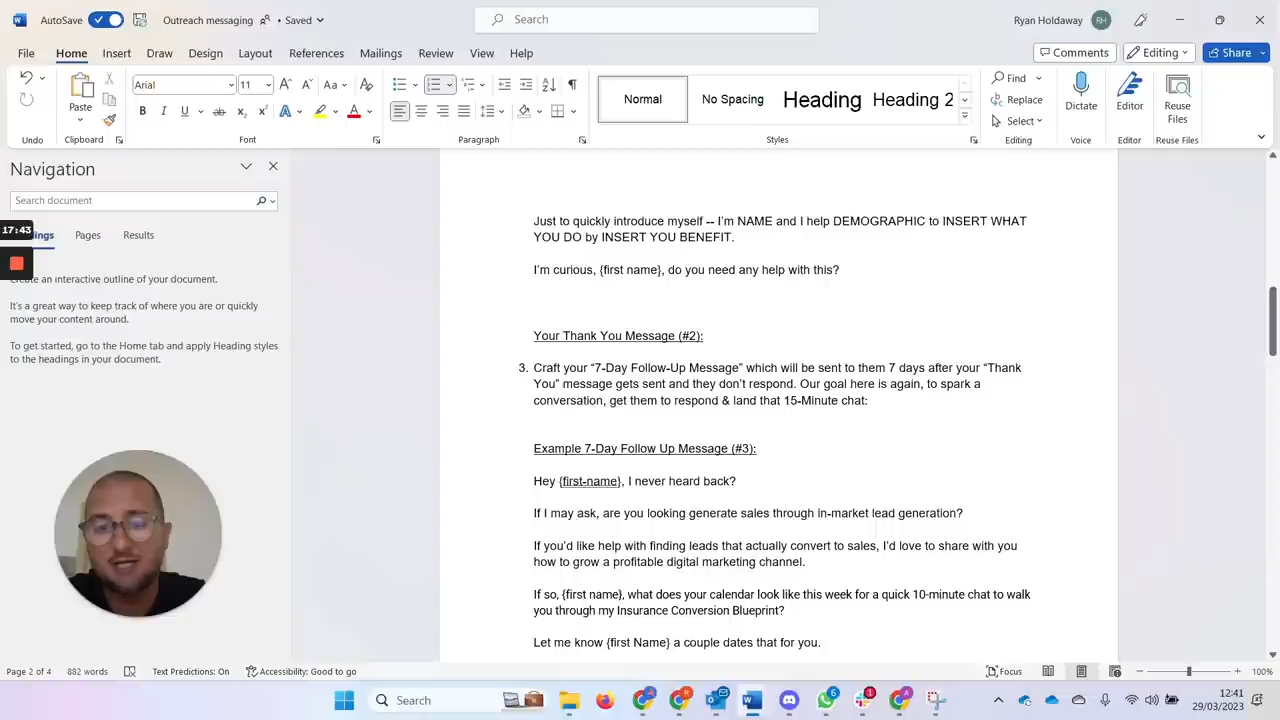 AutoSave
Outreach messaging
• Saved
Search
Ryan Holdaway
RH
File
Home
Insert
Draw
Design
Layout
References
Mailings
Review
View
Help
Comments
Editing
Share
Paste
Undo
Clipboard
Arial
11
Font
Paragraph
Normal
No Spacing
Heading
Heading 2
Styles
Find
Replace
Select
Editing
Dictate
Voice
Editor
Editor
Reuse
Files
Reuse Files
Navigation
Search document
17:43
Pages
Results
Create an interactive outline of your document.
It's a great way to keep track of where you are or quickly
move your content around.
To get started, go to the Home tab and apply Heading styles
to the headings in your document.
Just to quickly introduce myself -- I'm NAME and I help DEMOGRAPHIC to INSERT WHAT
YOU DO by INSERT YOU BENEFIT.
I'm curious, {first name}, do you need any help with this?
Your Thank You Message (#2):
3. Craft your “7-Day Follow-Up Message” which will be sent to them 7 days after your “Thank
You” message gets sent and they don't respond. Our goal here is again, to spark a
conversation, get them to respond & land that 15-Minute chat:
Example 7-Day Follow Up Message (#3):
Hey {first-name}, I never heard back?
If I may ask, are you looking generate sales through in-market lead generation?
If you'd like help with finding leads that actually convert to sales, I'd love to share with you
how to grow a profitable digital marketing channel.
If so, {first name}, what does your calendar look like this week for a quick 10-minute chat to walk
you through my Insurance Conversion Blueprint?
Let me know {first Name} a couple dates that for you.
Page 2 of 4
882 words
Text Predictions: On
Accessibility: Good to go
Focus
100%
Search
12:41
29/03/2023